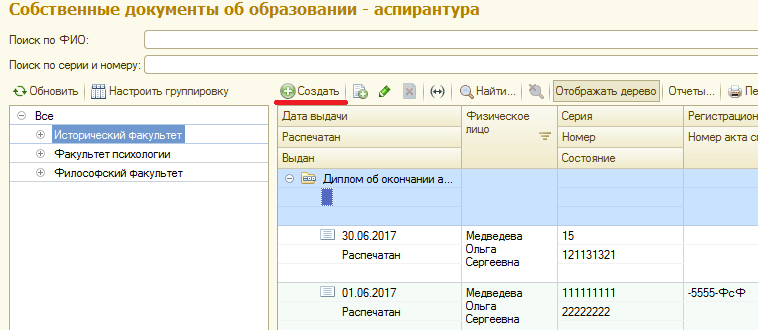 Собственные документы об образовании - аспирантура
Поиск по ФИО:
Поиск по серии и номеру:
Обновить Настроить группировку Создать Найти... Отображать дерево Отчеты... Пе
Все
Исторический факультет
Факультет психологии
Философский факультет
Дата выдачи Физическое лицо Серия Регистрацион
Распечатан Номер Номер акта сп
Выдан Состояние
Диплом об окончании а...
30.06.2017 Медведева Ольга Сергеевна 15
Распечатан 121131321
01.06.2017 Медведева Ольга Сергеевна 111111111 -5555-ФсФ
Распечатан 22222222